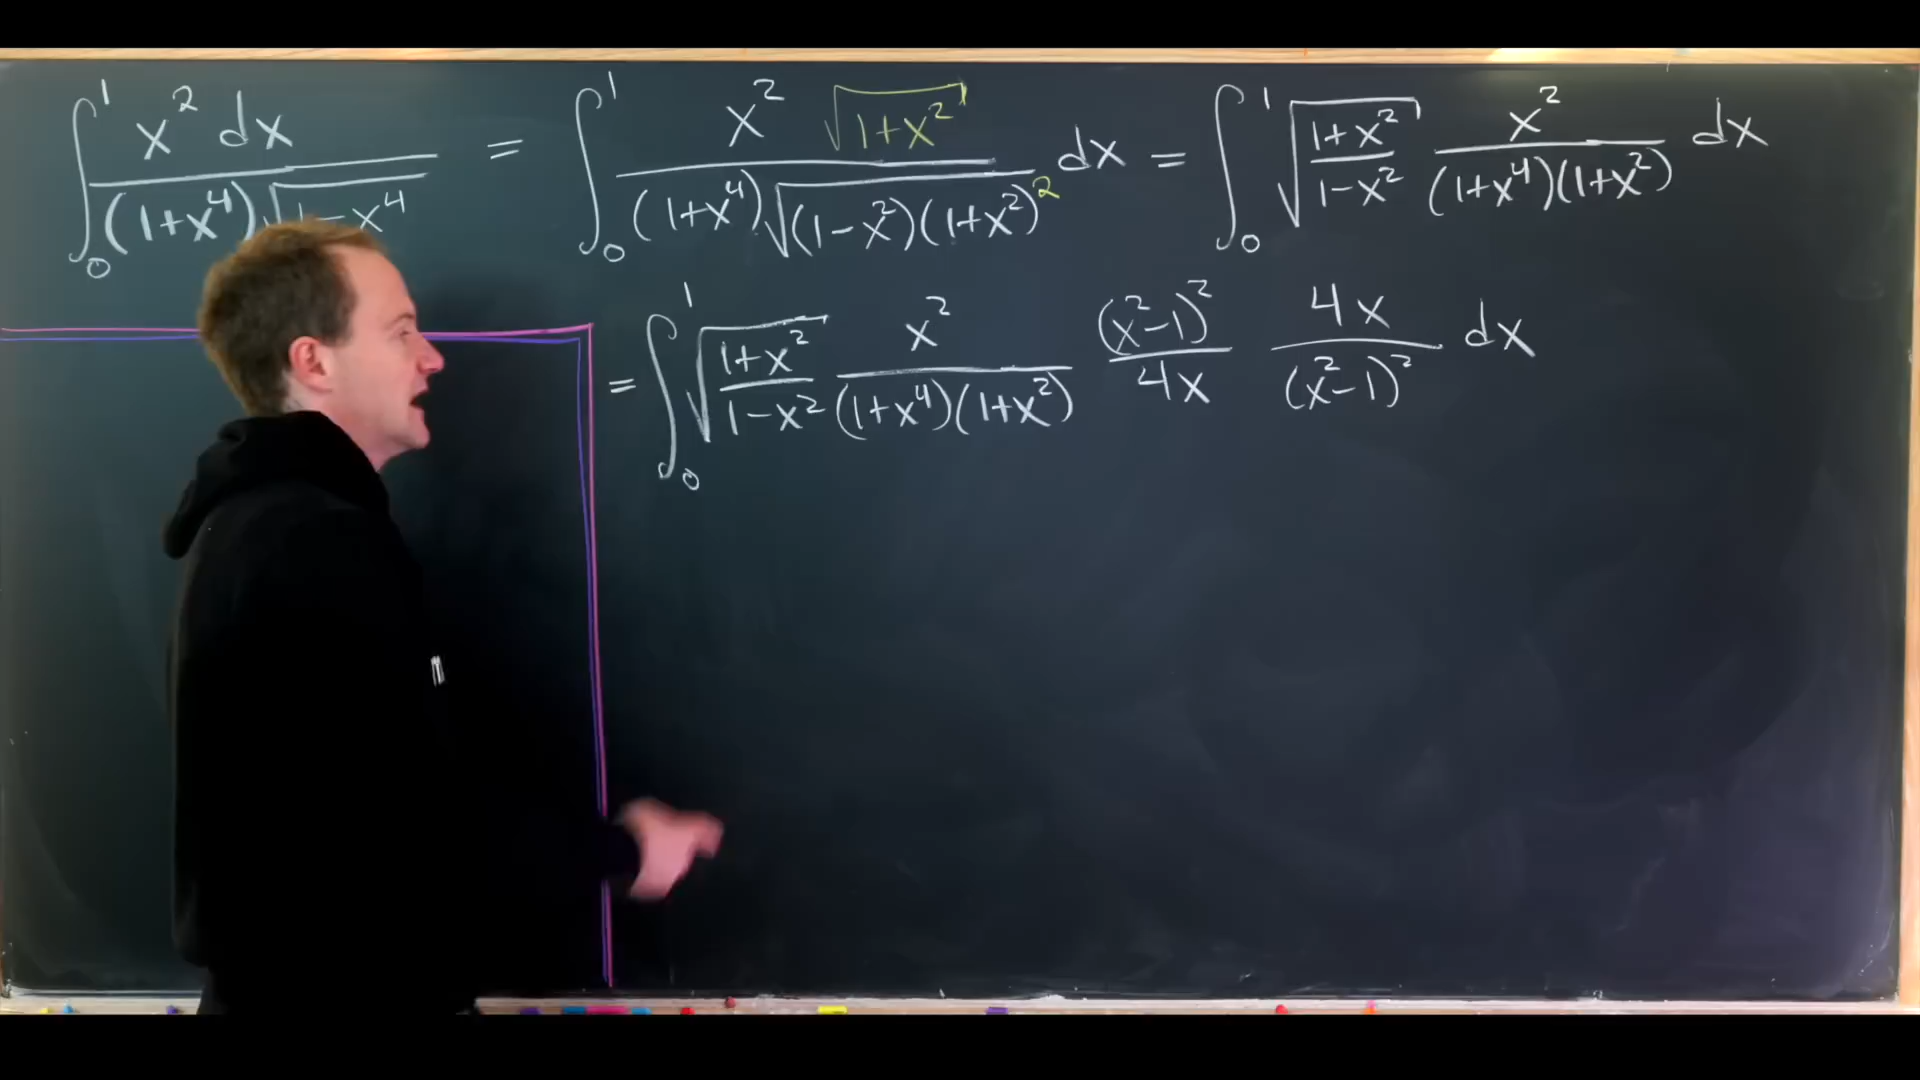 ∫₀¹ x² dx / ((1+x⁴)√(1-x⁴)) = ∫₀¹ x² √(1+x²) / ((1+x⁴)√((1-x²)(1+x²)²)) dx = ∫₀¹ √((1+x²)/(1-x²)) x² / ((1+x⁴)(1+x²)) dx
= ∫₀¹ √((1+x²)/(1-x²)) x² / ((1+x⁴)(1+x²)) (x²-1)² / 4x 4x / (x²-1)² dx